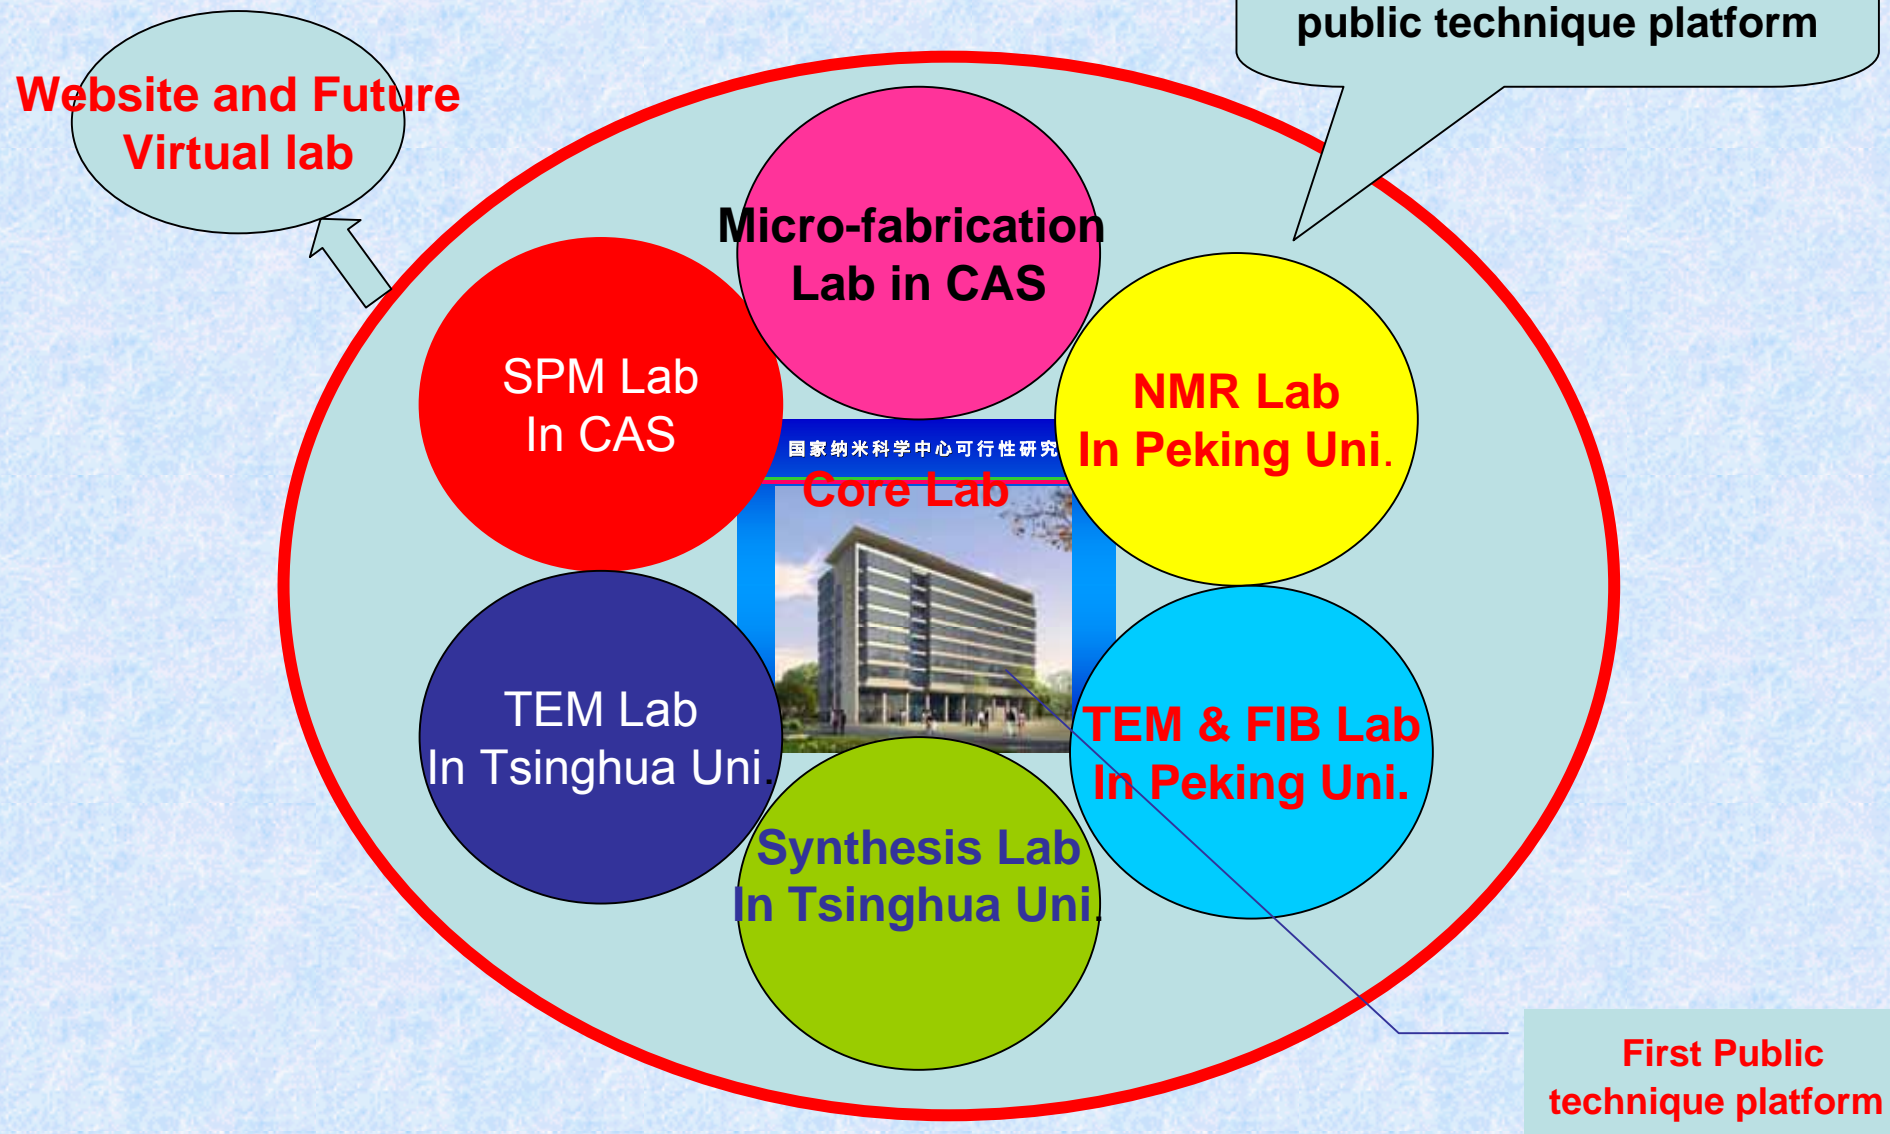 public technique platform
Website and Future
Virtual lab
Micro-fabrication
Lab in CAS
SPM Lab
In CAS
NMR Lab
In Peking Uni.
国家纳米科学中心可行性研究
Core Lab
TEM Lab
In Tsinghua Uni.
TEM & FIB Lab
In Peking Uni.
Synthesis Lab
In Tsinghua Uni.
First Public
technique platform